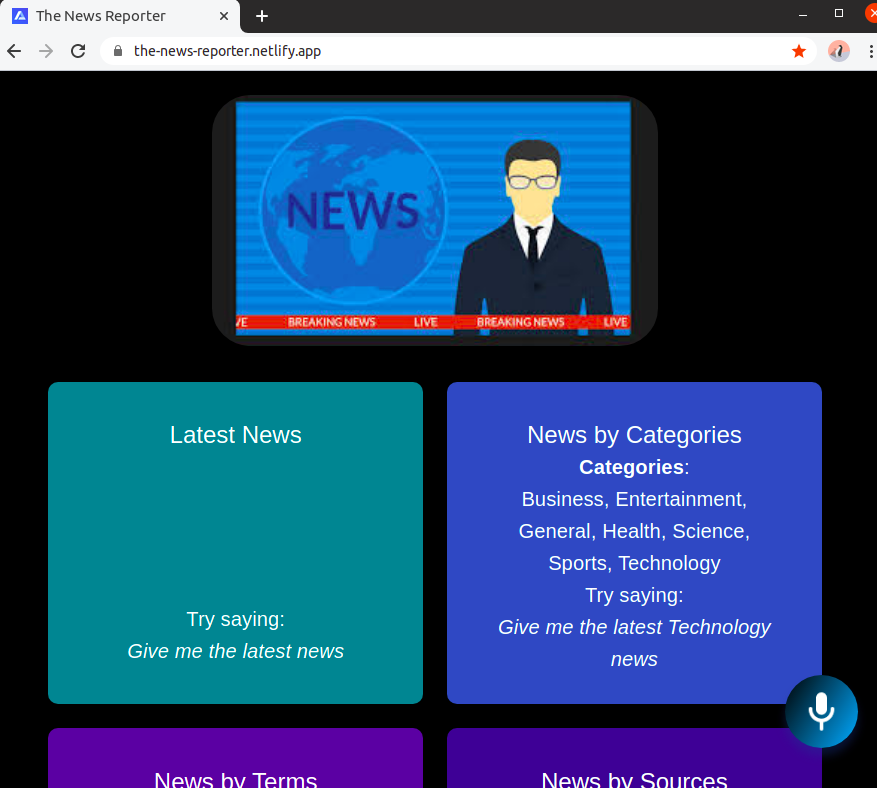 The News Reporter
the-news-reporter.netlify.app
NEWS
VE BREAKING NEWS LIVE BREAKING NEWS LIVE
Latest News
Try saying:
Give me the latest news
News by Categories
Categories:
Business, Entertainment,
General, Health, Science,
Sports, Technology
Try saying:
Give me the latest Technology
news
News by Terms
News by Sources